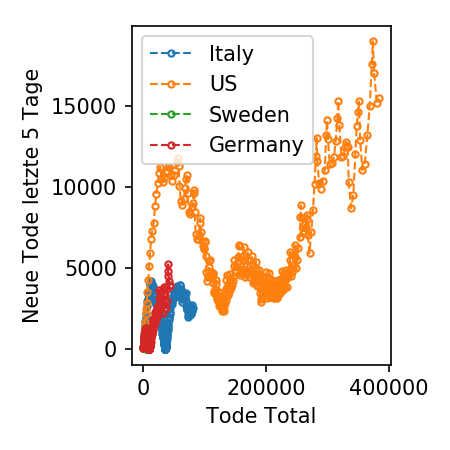 Italy
US
Sweden
Germany
Neue Tode letzte 5 Tage
15000
10000
5000
0
0
200000
400000
Tode Total